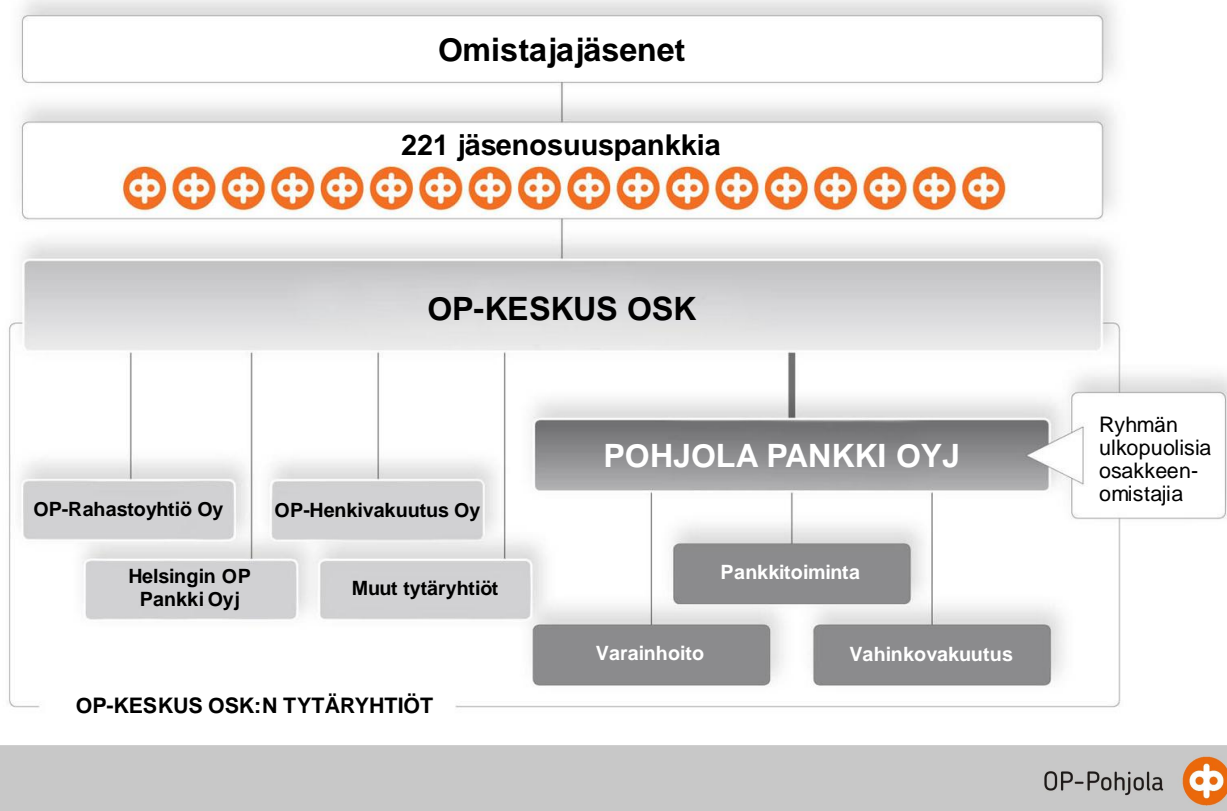 Omistajajäsenet
221 jäsenosuuspankkia
OP-KESKUS OSK
POHJOLA PANKKI OYJ
Ryhmän
ulkopuolisia
osakkeen-
omistajia
OP-Rahastoyhtiö Oy
OP-Henkivakuutus Oy
Helsingin OP
Pankki Oyj
Muut tytäryhtiöt
Pankkitoiminta
Varainhoito
Vahinkovakuutus
OP-KESKUS OSK:N TYTÄRYHTIÖT
OP-Pohjola